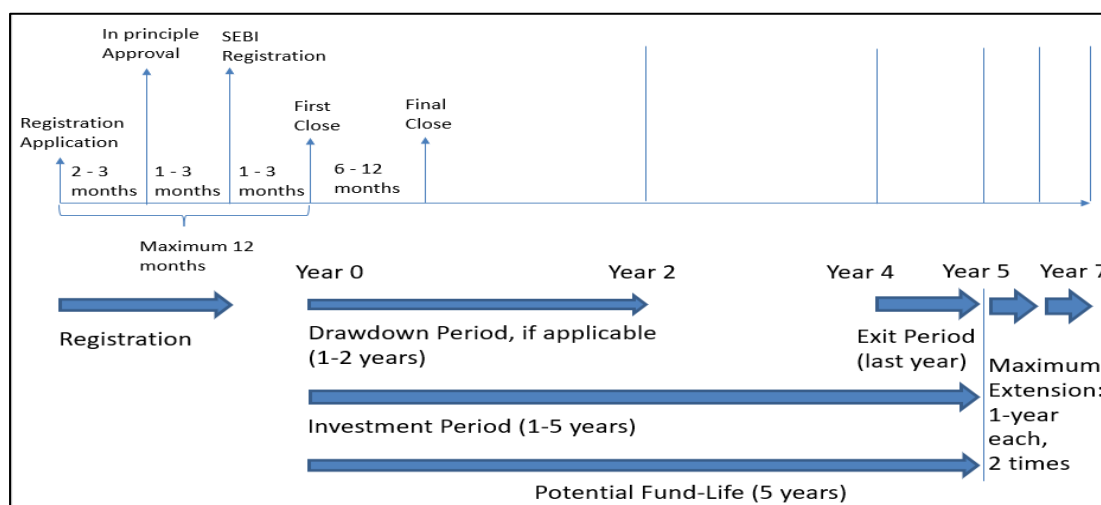 In principle
Approval
SEBI
Registration
Registration
Application
First
Close
Final
Close
2 - 3
months
1 - 3
months
1 - 3
months
6 - 12
months
Maximum 12
months
Year 0
Year 2
Year 4
Year 5
Year 7
Registration
Drawdown Period, if applicable
(1-2 years)
Exit Period
(last year)
Maximum
Extension:
1-year
each,
2 times
Investment Period (1-5 years)
Potential Fund-Life (5 years)